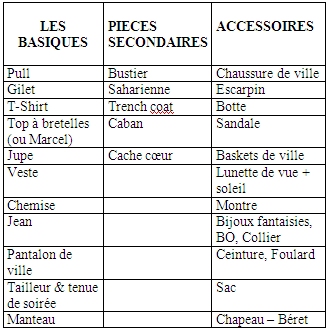 LES BASIQUES PIECES SECONDAIRES ACCESSOIRES
Pull Bustier Chaussure de ville
Gilet Saharienne Escarpin
T-Shirt Trench coat Botte
Top à bretelles (ou Marcel) Caban Sandale
Jupe Cache cœur Baskets de ville
Veste Lunette de vue + soleil
Chemise Montre
Jean Bijoux fantaisies, BO, Collier
Pantalon de ville Ceinture, Foulard
Tailleur & tenue de soirée Sac
Manteau Chapeau – Béret